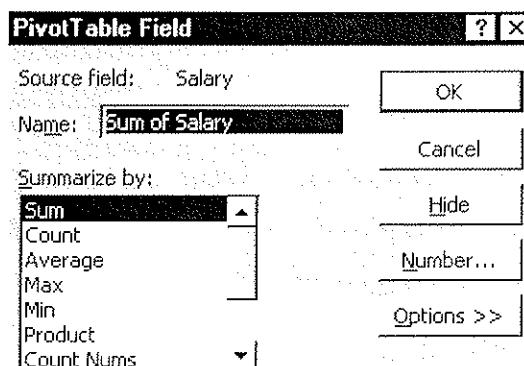 PivotTable Field ? X
Source field: Salary
OK
Name: Sum of Salary
Cancel
Summarize by:
Sum
Hide
Count
Average
Number...
Max
Min
Options >>
Product
Count Nums